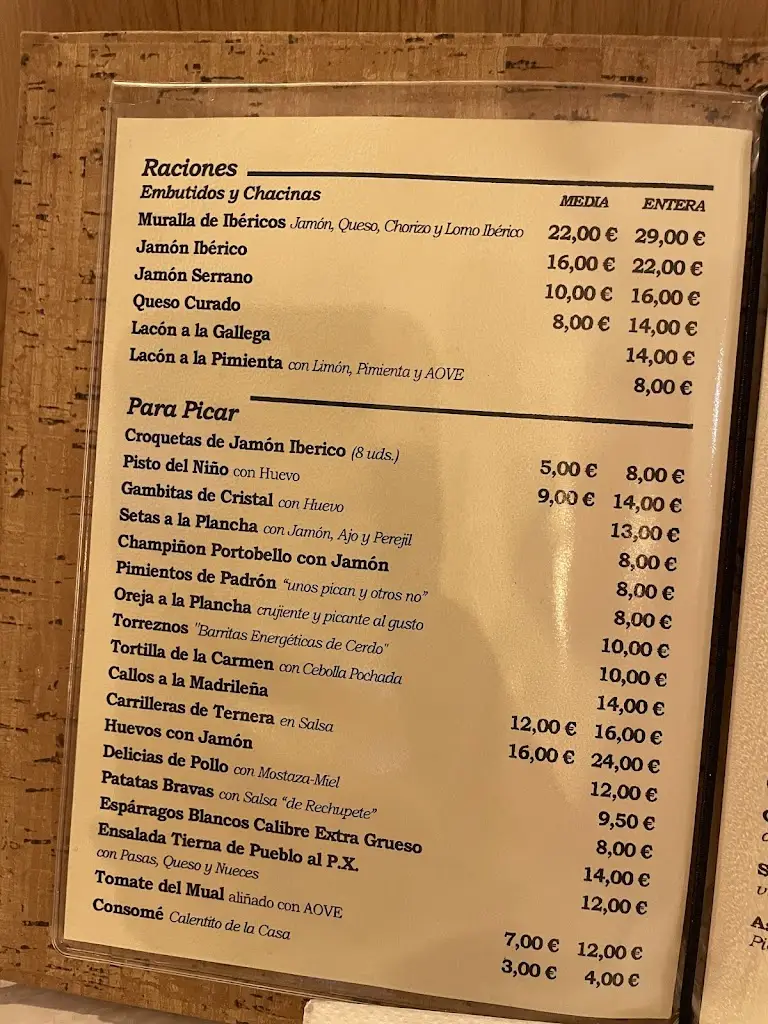 Raciones
Embutidos y Chacinas MEDIA ENTERA
Muralla de Ibéricos Jamón, Queso, Chorizo y Lomo Ibérico 22,00 € 29,00 €
Jamón Ibérico 16,00 € 22,00 €
Jamón Serrano 10,00 € 16,00 €
Queso Curado 8,00 € 14,00 €
Lacón a la Gallega 14,00 €
Lacón a la Pimienta con Limón, Pimienta y AOVE 8,00 €
Para Picar
Croquetas de Jamón Iberico (8 uds.) 5,00 € 8,00 €
Pisto del Niño con Huevo 9,00 € 14,00 €
Gambitas de Cristal con Huevo 13,00 €
Setas a la Plancha con Jamón, Ajo y Perejil 8,00 €
Champiñon Portobello con Jamón 8,00 €
Pimientos de Padrón “unos pican y otros no” 8,00 €
Oreja a la Plancha crujiente y picante al gusto 10,00 €
Torreznos "Barritas Energéticas de Cerdo" 10,00 €
Tortilla de la Carmen con Cebolla Pochada 14,00 €
Callos a la Madrileña 12,00 € 16,00 €
Carrilleras de Ternera en Salsa 16,00 € 24,00 €
Huevos con Jamón 12,00 €
Delicias de Pollo con Mostaza-Miel 9,50 €
Patatas Bravas con Salsa “de Rechupete” 8,00 €
Espárragos Blancos Calibre Extra Grueso 14,00 €
Ensalada Tierna de Pueblo al P.X. 12,00 €
con Pasas, Queso y Nueces
Tomate del Mual aliñado con AOVE 7,00 € 12,00 €
Consomé Calentito de la Casa 3,00 € 4,00 €